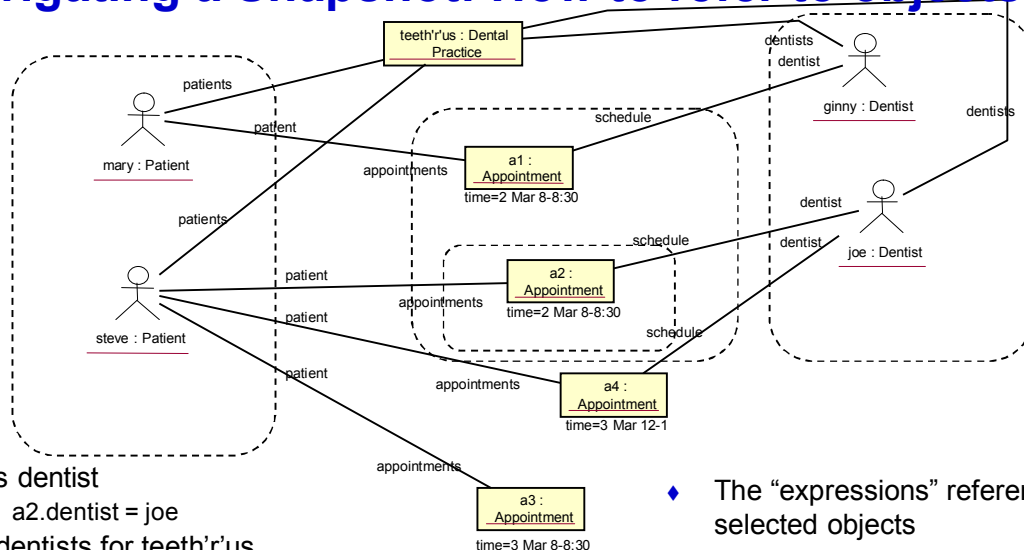 teeth'r'us : Dental
Practice
dentists
dentist
ginny : Dentist
dentists
patients
patient
mary : Patient
schedule
appointments
a1 :
Appointment
time=2 Mar 8-8:30
patients
dentist
joe : Dentist
schedule
dentist
patient
a2 :
Appointment
appointments
time=2 Mar 8-8:30
steve : Patient
patient
schedule
patient
appointments
a4 :
Appointment
time=3 Mar 12-1
appointments
a3 :
Appointment
time=3 Mar 8-8:30
s dentist
a2.dentist = joe
dentists for teeth'r'us
The “expressions” refere
selected objects